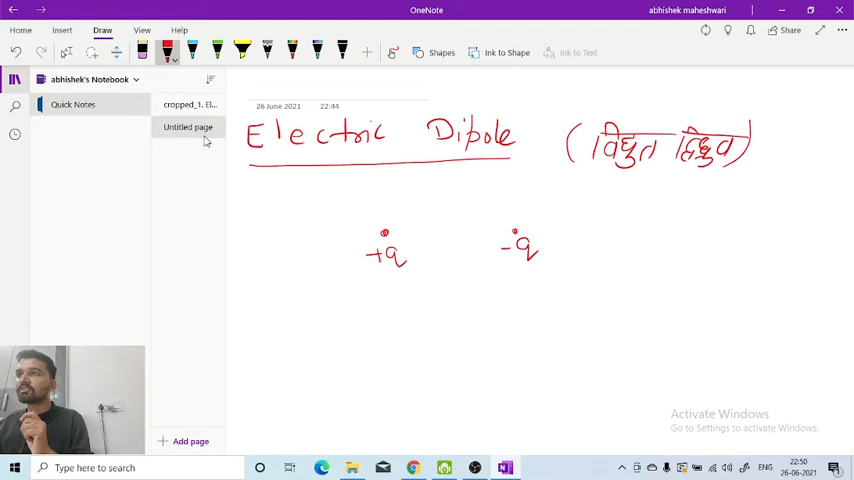 OneNote
abhishek maheshwari
Home Insert Draw View Help
Share
Shapes Ink to Shape Ink to Text
abhishek's Notebook
Quick Notes
cropped_1. El...
Untitled page
26 June 2021 22:44
Electric Dipole (विद्युत द्विध्रुव)
+q -q
Activate Windows
Go to Settings to activate Windows.
Add page
Type here to search
ENG
22:50
26-06-2021
1